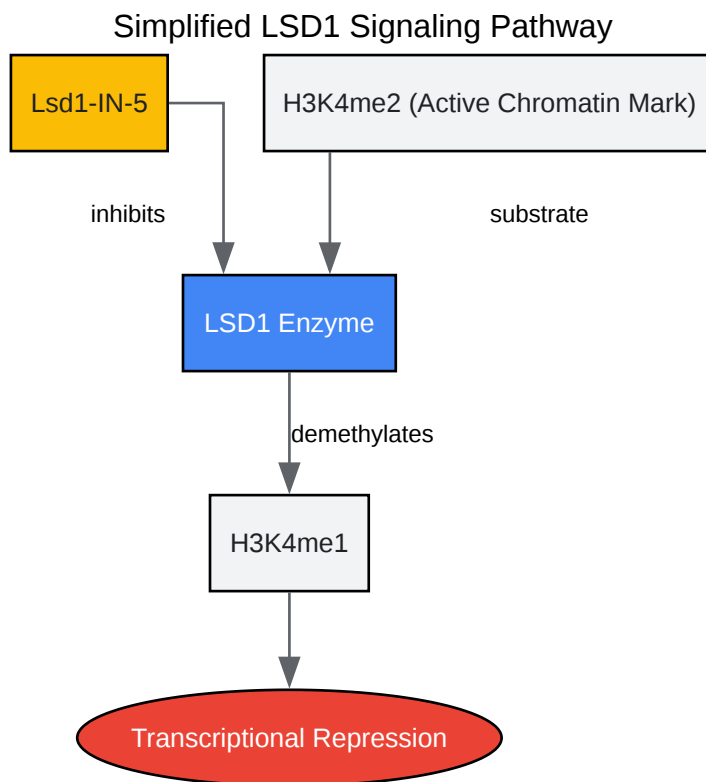 Simplified LSD1 Signaling Pathway
Lsd1-IN-5
H3K4me2 (Active Chromatin Mark)
inhibits
substrate
LSD1 Enzyme
demethylates
H3K4me1
Transcriptional Repression